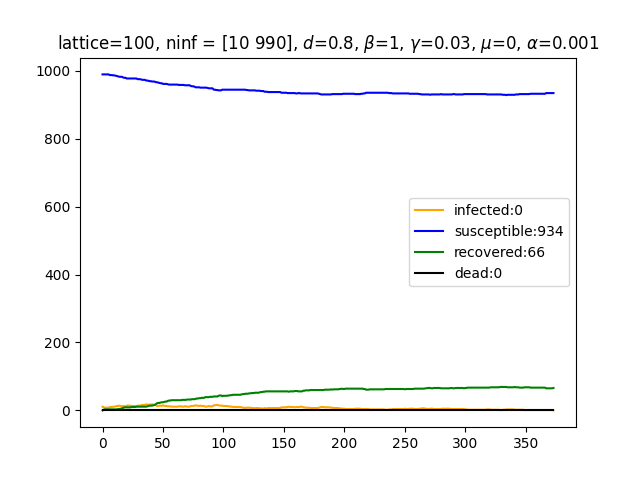 lattice=100, ninf = [10 990], d=0.8, β=1, γ=0.03, μ=0, α=0.001
1000
800
600
400
200
0
infected:0
susceptible:934
recovered:66
dead:0
0 50 100 150 200 250 300 350